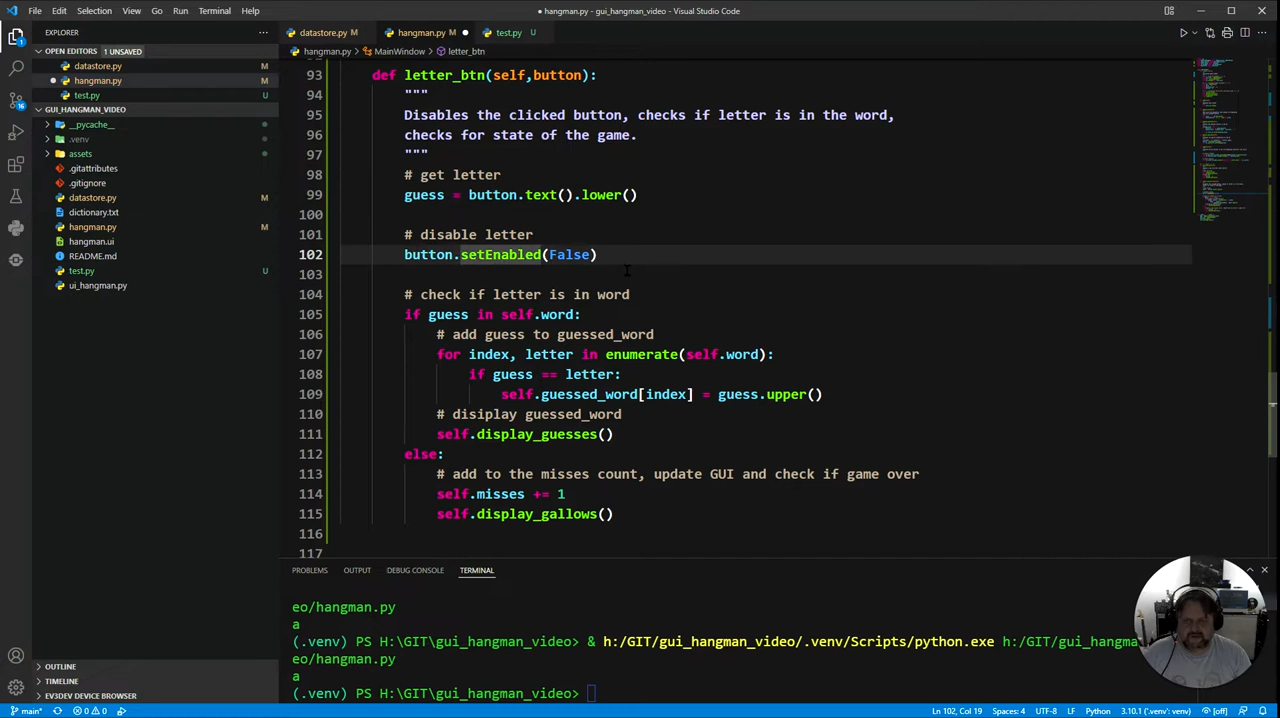 File Edit Selection View Go Run Terminal Help
● hangman.py - gui_hangman_video - Visual Studio Code
EXPLORER
OPEN EDITORS 1 UNSAVED
datastore.py M
hangman.py M
test.py U
GUI_HANGMAN_VIDEO
__pycache__
.venv
assets
.gitattributes
.gitignore
datastore.py M
dictionary.txt
hangman.py M
hangman.ui
README.md
test.py U
ui_hangman.py
OUTLINE
TIMELINE
EV3DEV DEVICE BROWSER
datastore.py M hangman.py M ● test.py U
hangman.py > MainWindow > letter_btn
93 def letter_btn(self,button):
94 """
95 Disables the clicked button, checks if letter is in the word,
96 checks for state of the game.
97 """
98 # get letter
99 guess = button.text().lower()
100
101 # disable letter
102 button.setEnabled(False)
103
104 # check if letter is in word
105 if guess in self.word:
106 # add guess to guessed_word
107 for index, letter in enumerate(self.word):
108 if guess == letter:
109 self.guessed_word[index] = guess.upper()
110 # disiplay guessed_word
111 self.display_guesses()
112 else:
113 # add to the misses count, update GUI and check if game over
114 self.misses += 1
115 self.display_gallows()
116
117
PROBLEMS OUTPUT DEBUG CONSOLE TERMINAL
eo/hangman.py
a
(.venv) PS H:\GIT\gui_hangman_video> & h:/GIT/gui_hangman_video/.venv/Scripts/python.exe h:/GIT/gui_hangma
eo/hangman.py
a
(.venv) PS H:\GIT\gui_hangman_video>
main* 0 0 Ln 102, Col 19 Spaces: 4 UTF-8 LF Python 3.10.1 ('.venv': venv) [off]